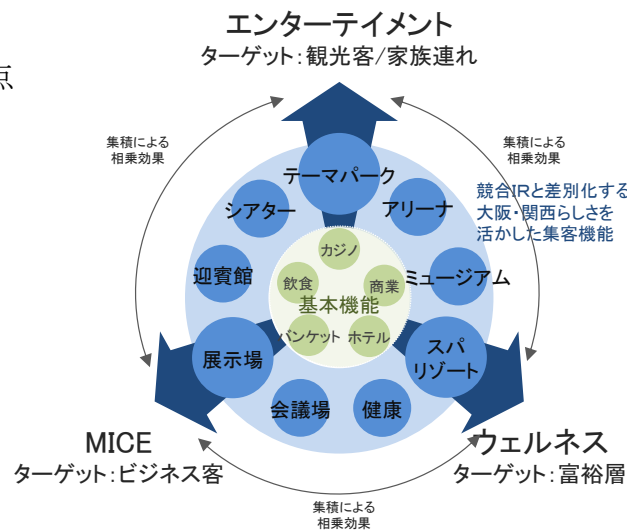 エンターテイメント
ターゲット：観光客/家族連れ
点
集積による
相乗効果
集積による
相乗効果
テーマパーク
シアター
アリーナ
競合IRと差別化する
大阪・関西らしさを
活かした集客機能
カジノ
迎賓館
飲食
商業
ミュージアム
基本機能
バンケット
ホテル
展示場
スパ
リゾート
会議場
健康
MICE
ターゲット：ビジネス客
ウェルネス
ターゲット：富裕層
集積による
相乗効果